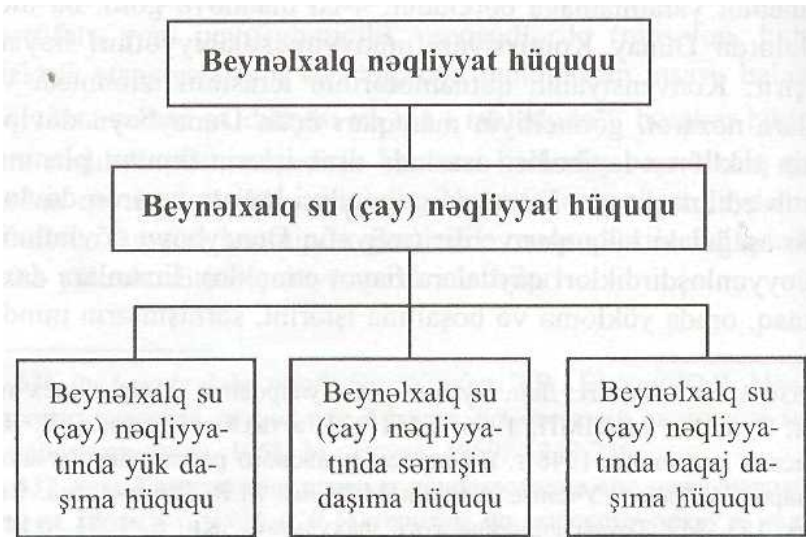 Beynəlxalq nəqliyyat hüququ
Beynəlxalq su (çay) nəqliyyat hüququ
Beynəlxalq su
(çay) nəqliyya-
tında yük da-
şıma hüququ
Beynəlxalq su
(çay) nəqliyya-
tında sərnişin
daşıma hüququ
Beynəlxalq su
(çay) nəqliyya-
tında baqaj da-
şıma hüququ